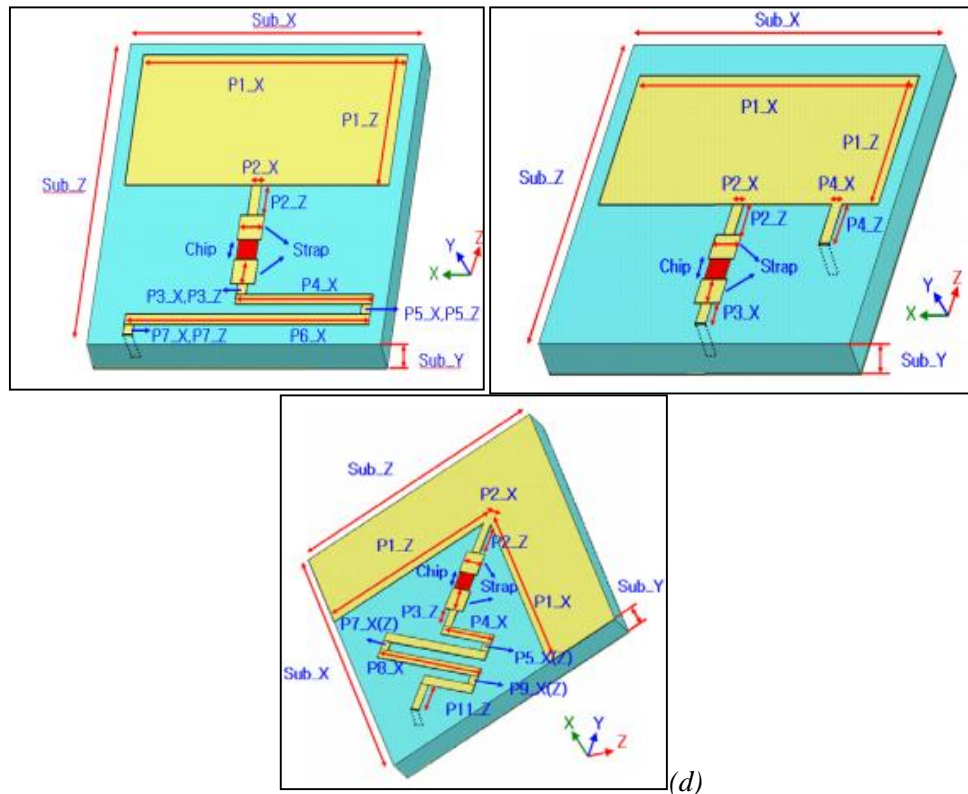 Sub_X
P1_X
P1_Z
Sub_Z
P2_X
P2_Z
Chip
Strap
P4_X
P3_X,P3_Z
P5_X,P5_Z
P7_X,P7_Z
P6_X
Sub_Y
X
Y
Z
Sub_X
P1_X
P1_Z
Sub_Z
P2_X
P4_X
P2_Z
P4_Z
Chip
Strap
P3_X
Sub_Y
X
Y
Z
Sub_Z
P2_X
P1_Z
P2_Z
Chip
Strap
Sub_Y
P3_Z
P1_X
P4_X
P7_X(Z)
P5_X(Z)
P8_X
Sub_X
P9_X(Z)
P11_Z
X
Y
Z
(d)